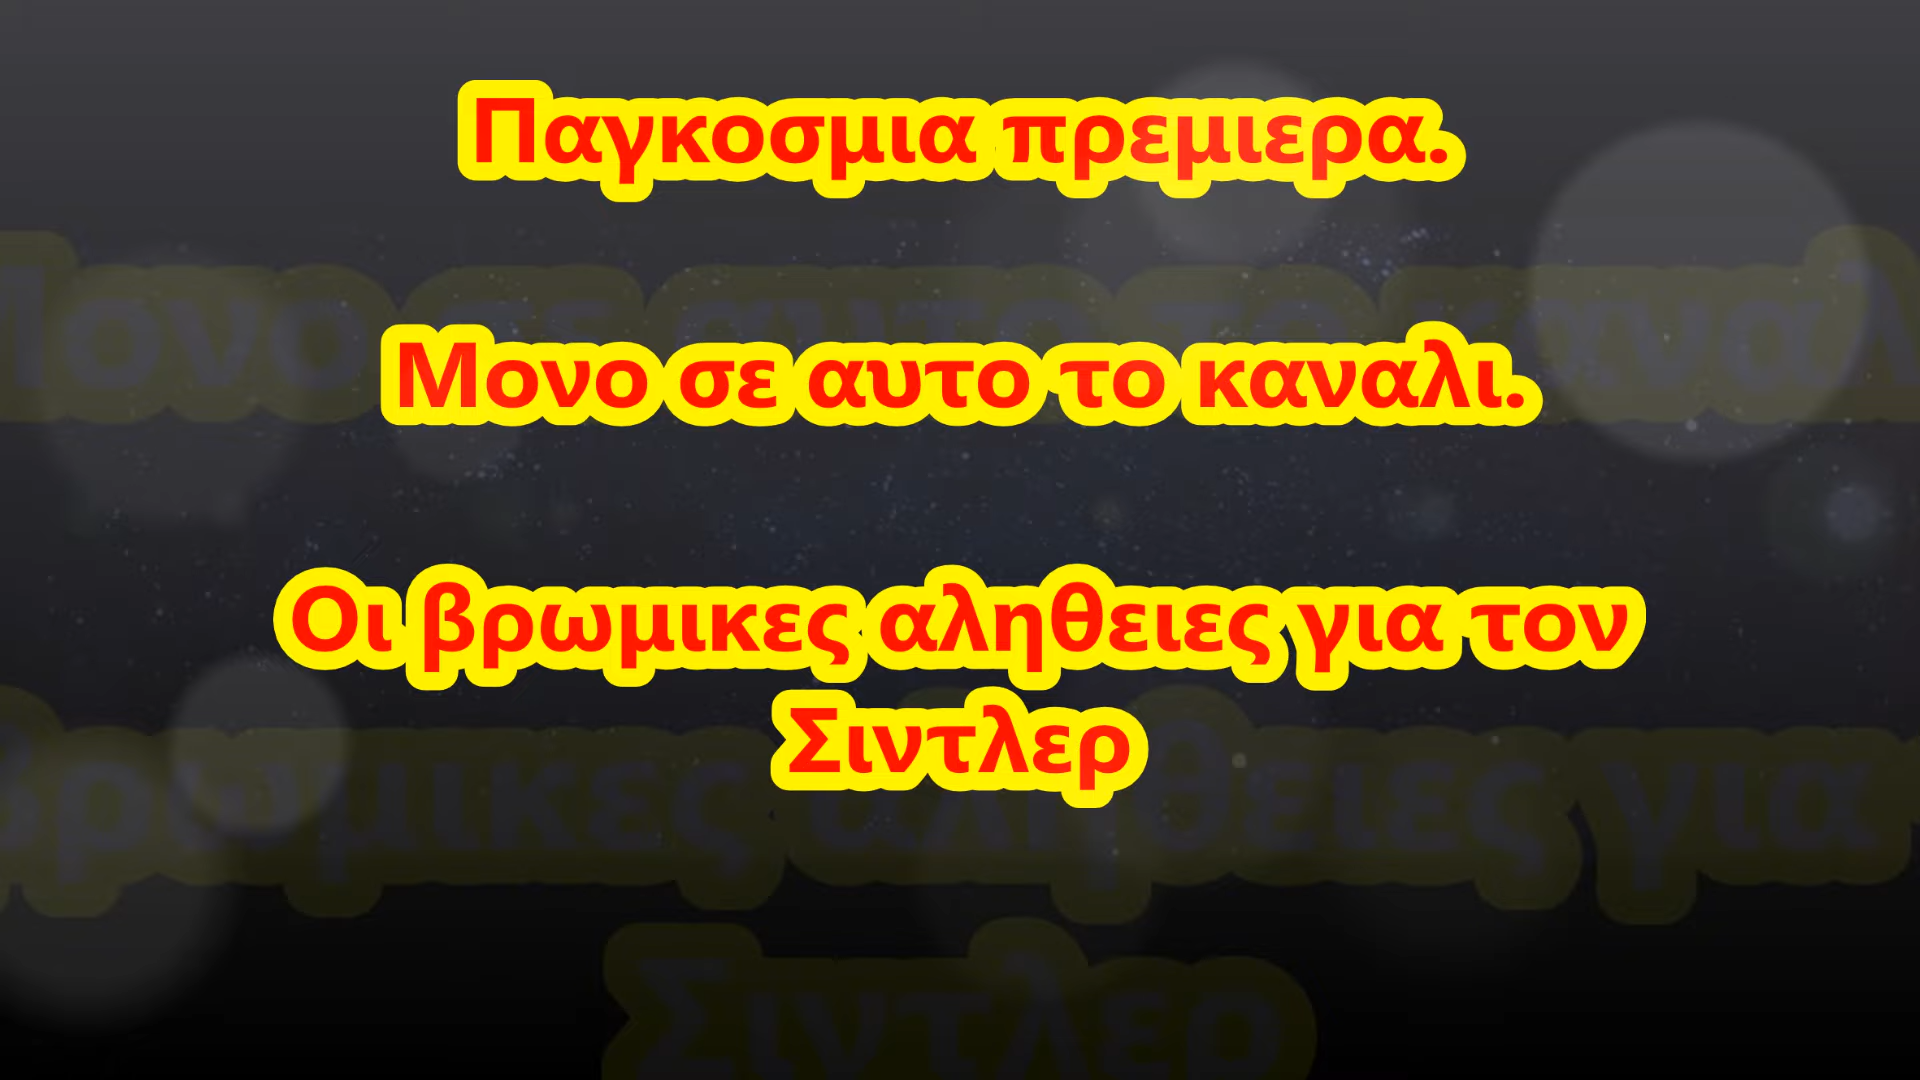 Παγκοσμια πρεμιερα.
Μονο σε αυτο το καναλι.
Οι βρωμικες αληθειες για τον
Σιντλερ